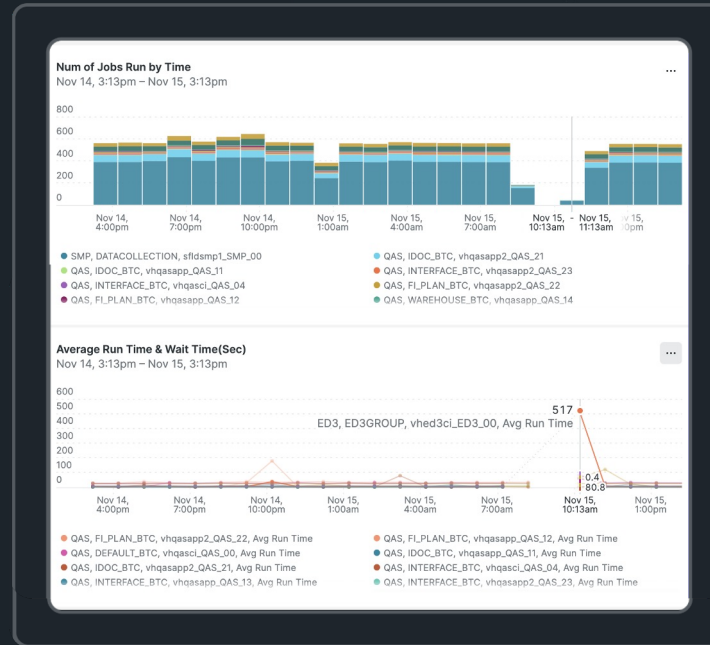 Num of Jobs Run by Time
...
Nov 14, 3:13pm – Nov 15, 3:13pm
800
600
400
200
0
Nov 14, 4:00pm
Nov 14, 7:00pm
Nov 14, 10:00pm
Nov 15, 1:00am
Nov 15, 4:00am
Nov 15, 7:00am
Nov 15, 10:13am - Nov 15, 11:13am
SMP, DATACOLLECTION, sfldsmp1_SMP_00
QAS, IDOC_BTC, vhqasapp2_QAS_21
QAS, IDOC_BTC, vhqasapp_QAS_11
QAS, INTERFACE_BTC, vhqasapp2_QAS_23
QAS, INTERFACE_BTC, vhqasci_QAS_04
QAS, FI_PLAN_BTC, vhqasapp2_QAS_22
QAS, FI_PLAN_BTC, vhqasapp_QAS_12
QAS, WAREHOUSE_BTC, vhqasapp_QAS_14
Average Run Time & Wait Time(Sec)
...
Nov 14, 3:13pm – Nov 15, 3:13pm
600
500
400
300
200
100
0
517
ED3, ED3GROUP, vhed3ci_ED3_00, Avg Run Time
0.4
80.8
Nov 14, 4:00pm
Nov 14, 7:00pm
Nov 14, 10:00pm
Nov 15, 1:00am
Nov 15, 4:00am
Nov 15, 7:00am
Nov 15, 10:13am
Nov 15, 1:00pm
QAS, FI_PLAN_BTC, vhqasapp2_QAS_22, Avg Run Time
QAS, FI_PLAN_BTC, vhqasapp_QAS_12, Avg Run Time
QAS, DEFAULT_BTC, vhqasci_QAS_00, Avg Run Time
QAS, IDOC_BTC, vhqasapp_QAS_11, Avg Run Time
QAS, IDOC_BTC, vhqasapp2_QAS_21, Avg Run Time
QAS, INTERFACE_BTC, vhqasci_QAS_04, Avg Run Time
QAS, INTERFACE_BTC, vhqasapp_QAS_13, Avg Run Time
QAS, INTERFACE_BTC, vhqasapp2_QAS_23, Avg Run Time